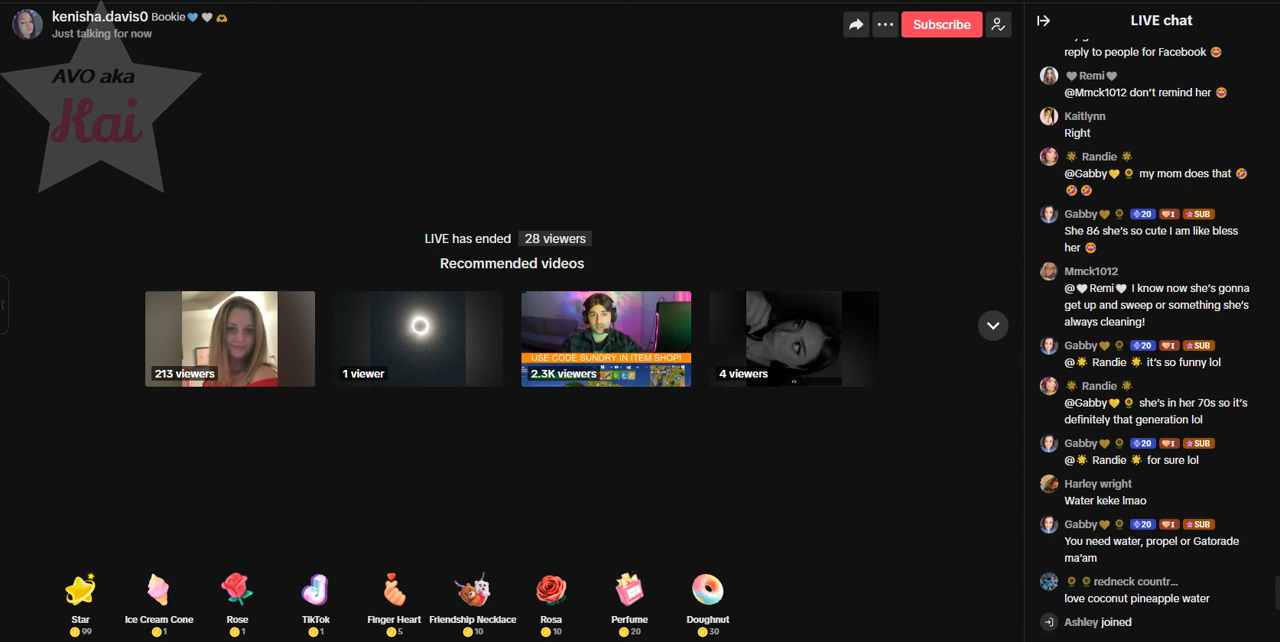 kenisha.davis0 Bookie💙🤍🫶
Just talking for now
Subscribe
AVO aka
Kai
LIVE has ended 28 viewers
Recommended videos
213 viewers
1 viewer
USE CODE SUNDRY IN ITEM SHOP!
2.3K viewers
4 viewers
Star
99
Ice Cream Cone
1
Rose
1
TikTok
1
Finger Heart
5
Friendship Necklace
10
Rosa
10
Perfume
20
Doughnut
30
LIVE chat
reply to people for Facebook 🤣
🤍Remi🤍
@Mmck1012 don't remind her 🤣
Kaitlynn
Right
🌟 Randie 🌟
@Gabby💛 🌻 my mom does that 🤣
🤣 🤣
Gabby💛 🌻 20 I SUB
She 86 she's so cute I am like bless
her 🤣
Mmck1012
@🤍Remi🤍 I know now she's gonna
get up and sweep or something she's
always cleaning!
Gabby💛 🌻 20 I SUB
@🌟 Randie 🌟 it's so funny lol
🌟 Randie 🌟
@Gabby💛 🌻 she's in her 70s so it's
definitely that generation lol
Gabby💛 🌻 20 I SUB
@🌟 Randie 🌟 for sure lol
Harley wright
Water keke lmao
Gabby💛 🌻 20 I SUB
You need water, propel or Gatorade
ma'am
🌻 🌻redneck countr...
love coconut pineapple water
Ashley joined